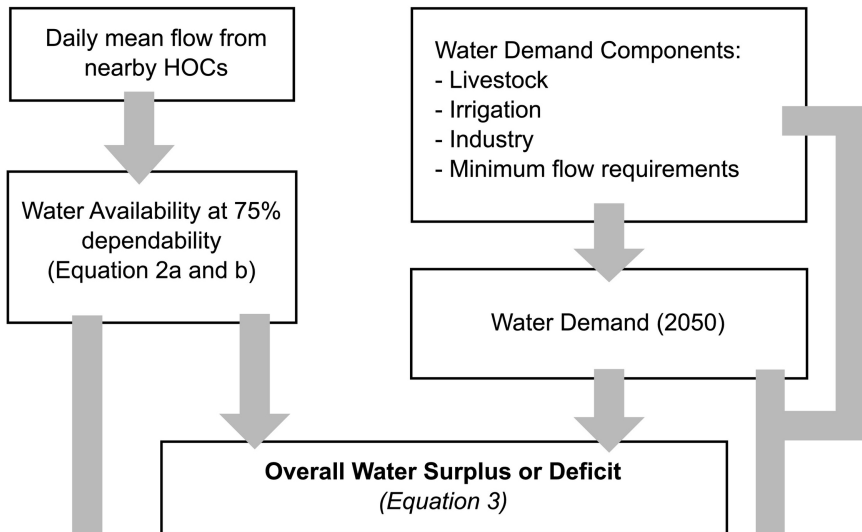 Daily mean flow from
nearby HOCs
Water Availability at 75%
dependability
(Equation 2a and b)
Water Demand Components:
- Livestock
- Irrigation
- Industry
- Minimum flow requirements
Water Demand (2050)
Overall Water Surplus or Deficit
(Equation 3)